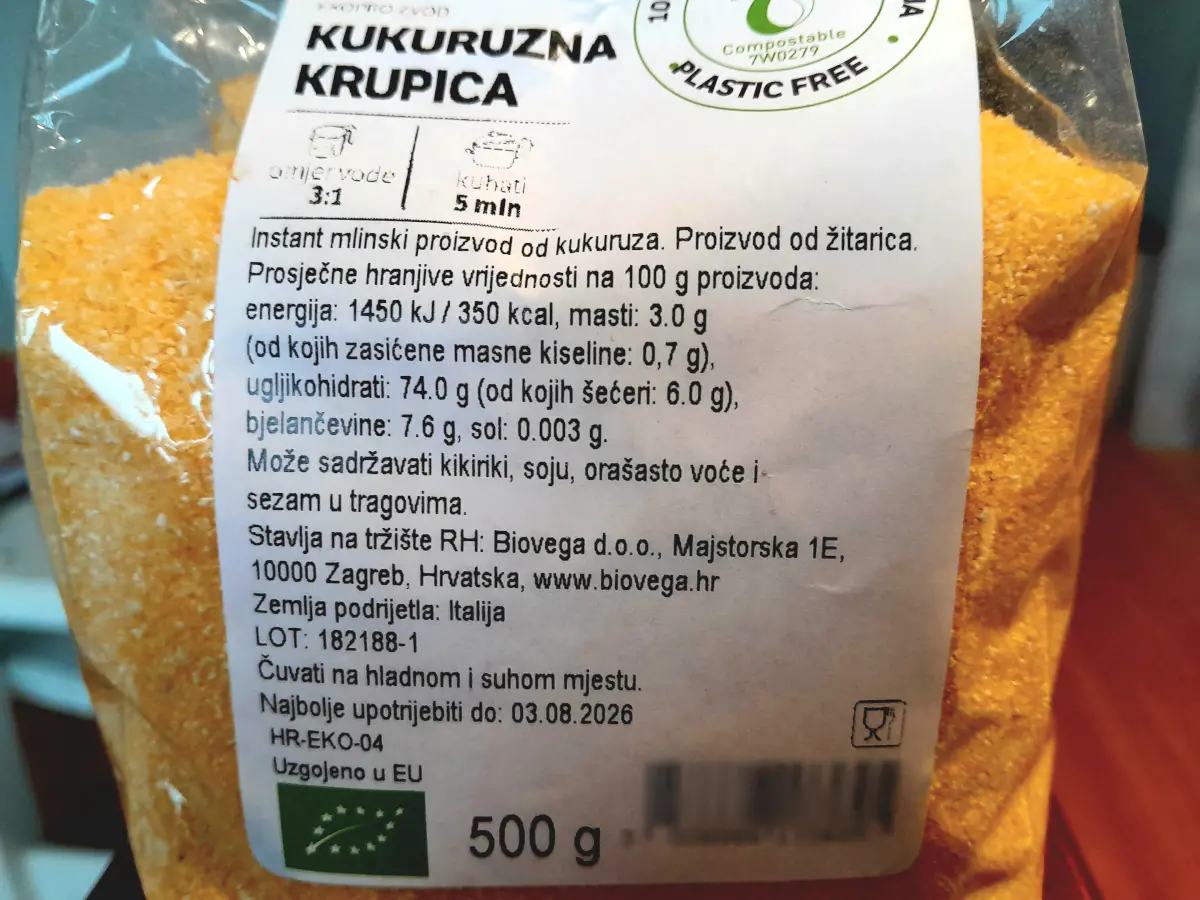 KUKURUZNA
KRUPICA
10
NA
Compostable
7W0279
PLASTIC FREE
omjer vode
3:1
kuhati
5 min
Instant mlinski proizvod od kukuruza. Proizvod od žitarica.
Prosječne hranjive vrijednosti na 100 g proizvoda:
energija: 1450 kJ / 350 kcal, masti: 3.0 g
(od kojih zasićene masne kiseline: 0,7 g),
ugljikohidrati: 74.0 g (od kojih šećeri: 6.0 g),
bjelančevine: 7.6 g, sol: 0.003 g.
Može sadržavati kikiriki, soju, orašasto voće i
sezam u tragovima.
Stavlja na tržište RH: Biovega d.o.o., Majstorska 1E,
10000 Zagreb, Hrvatska, www.biovega.hr
Zemlja podrijetla: Italija
LOT: 182188-1
Čuvati na hladnom i suhom mjestu.
Najbolje upotrijebiti do: 03.08.2026
HR-EKO-04
Uzgojeno u EU
500 g